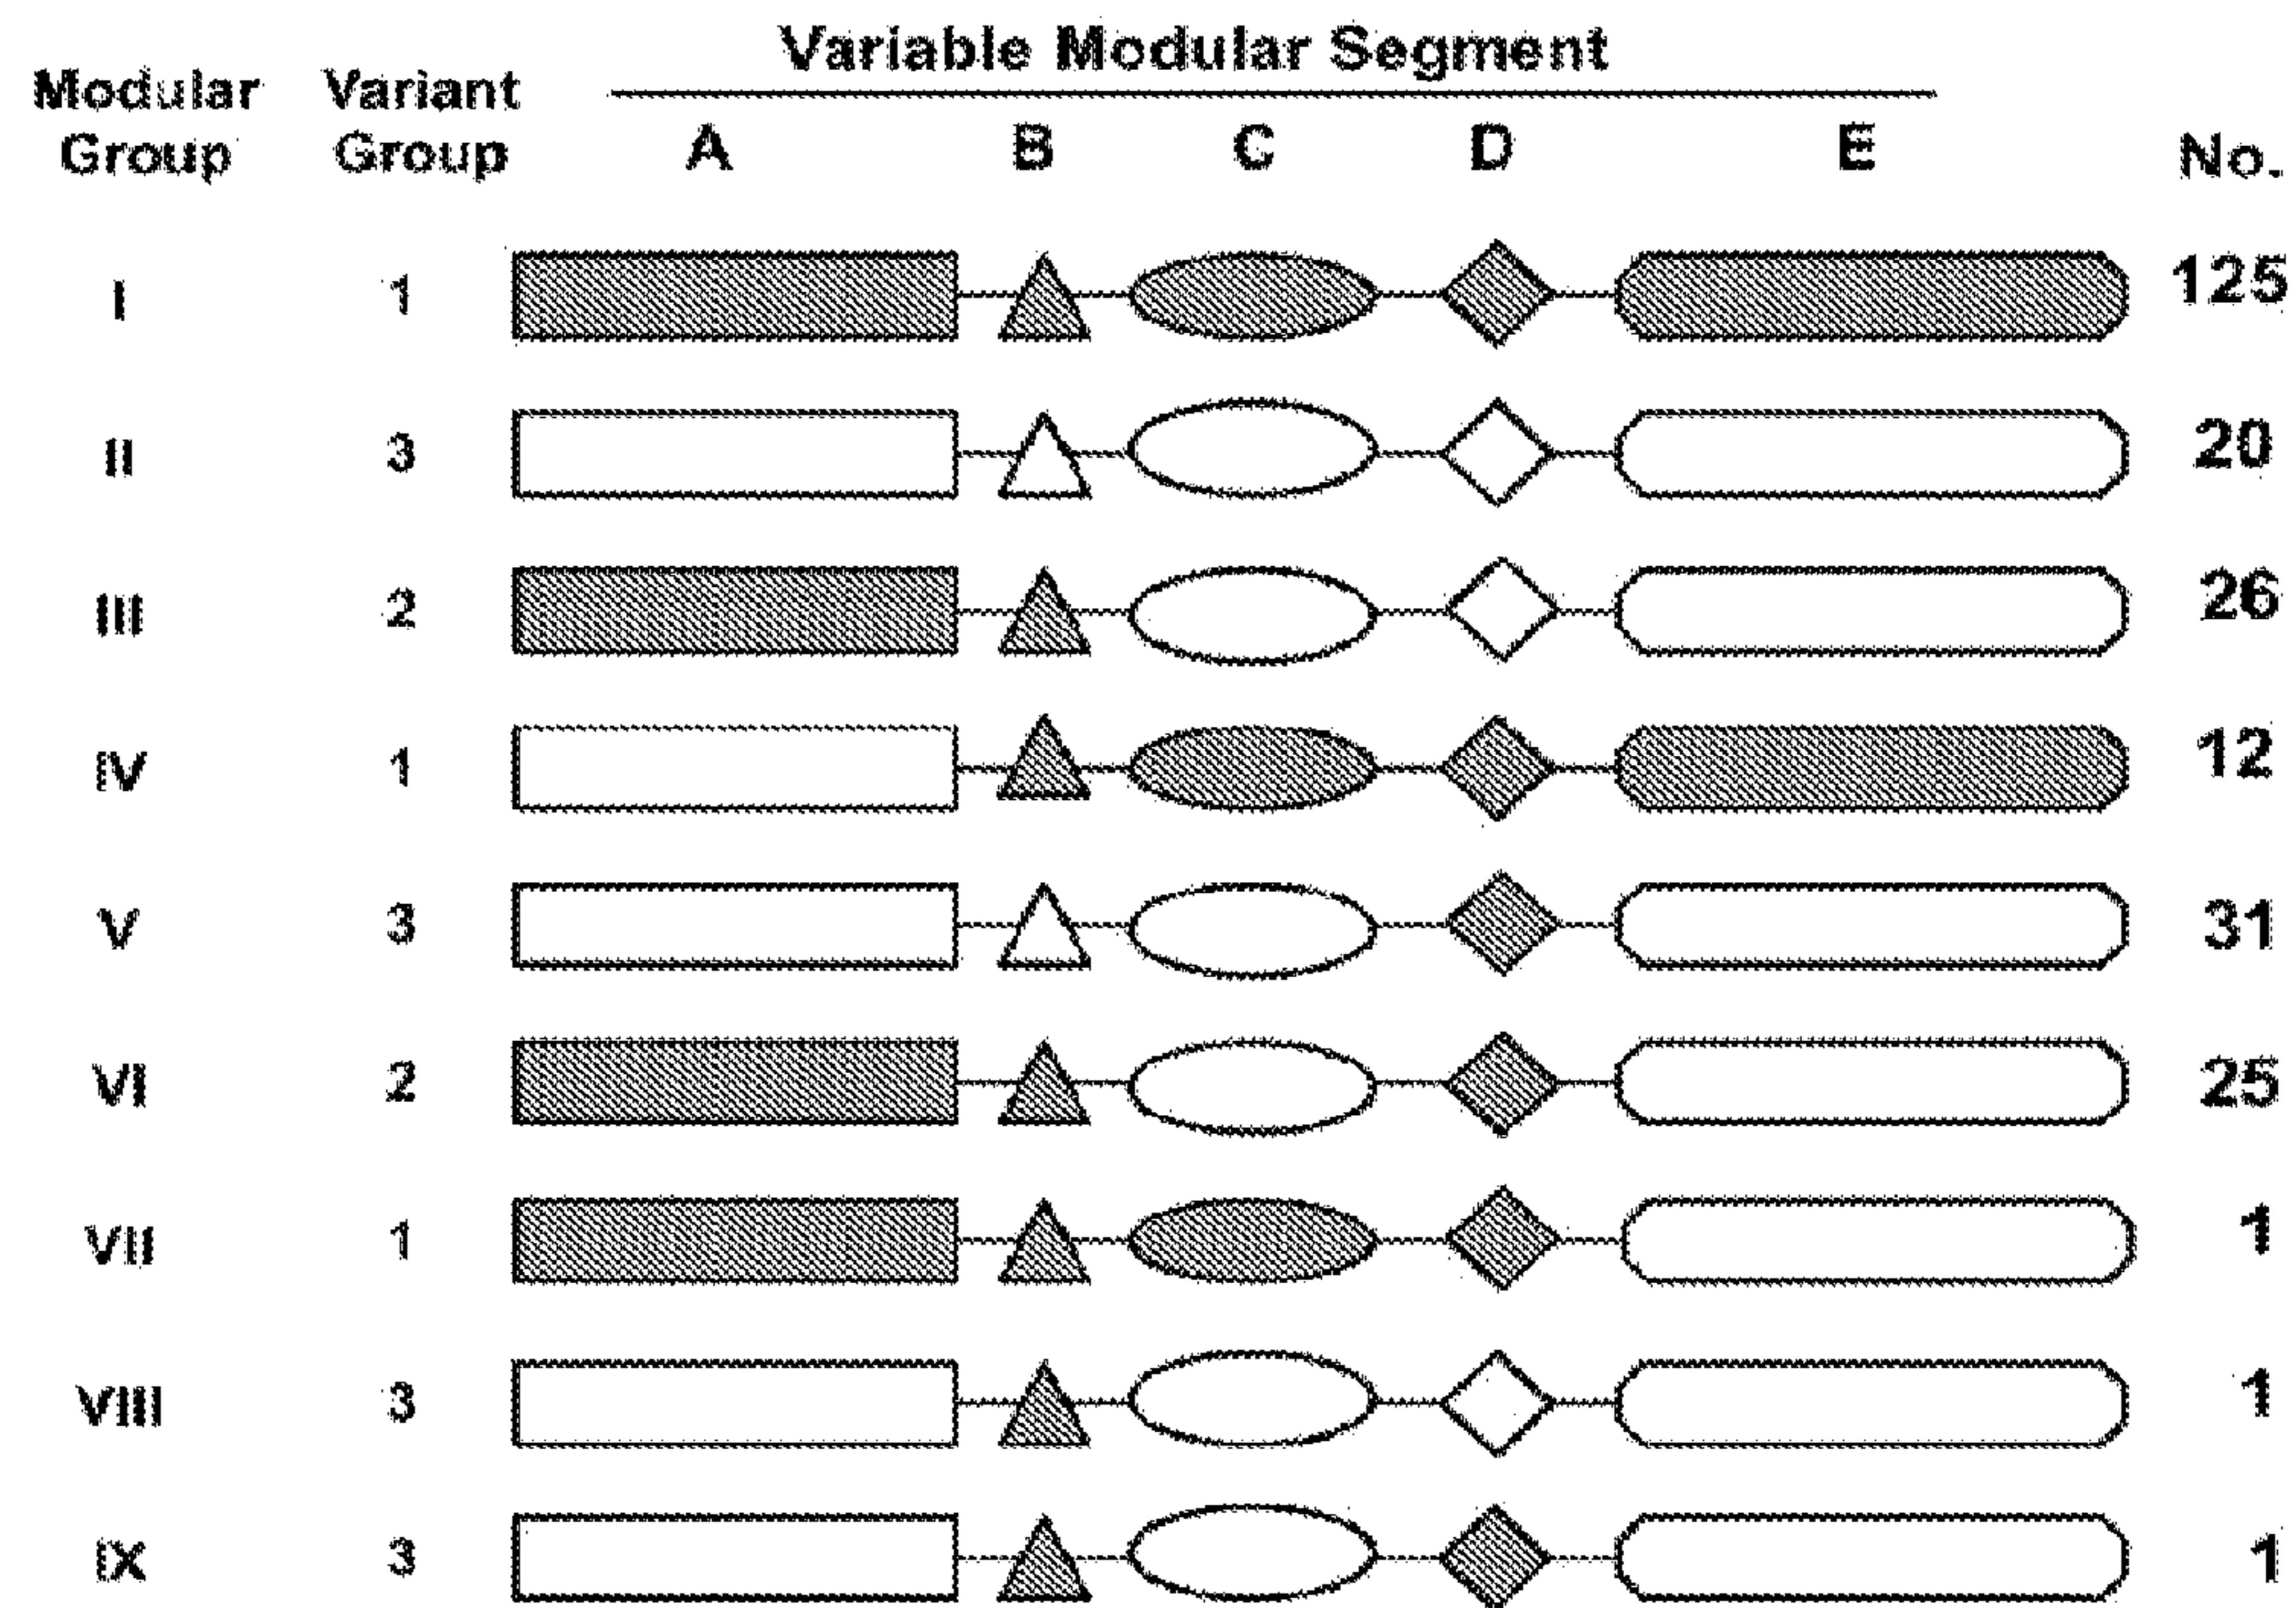 Variable Modular Segment
Modular Group Variant Group A B C D E No.
I 1 125
II 3 20
III 2 26
IV 1 12
V 3 31
VI 2 25
VII 1 1
VIII 3 1
IX 3 1